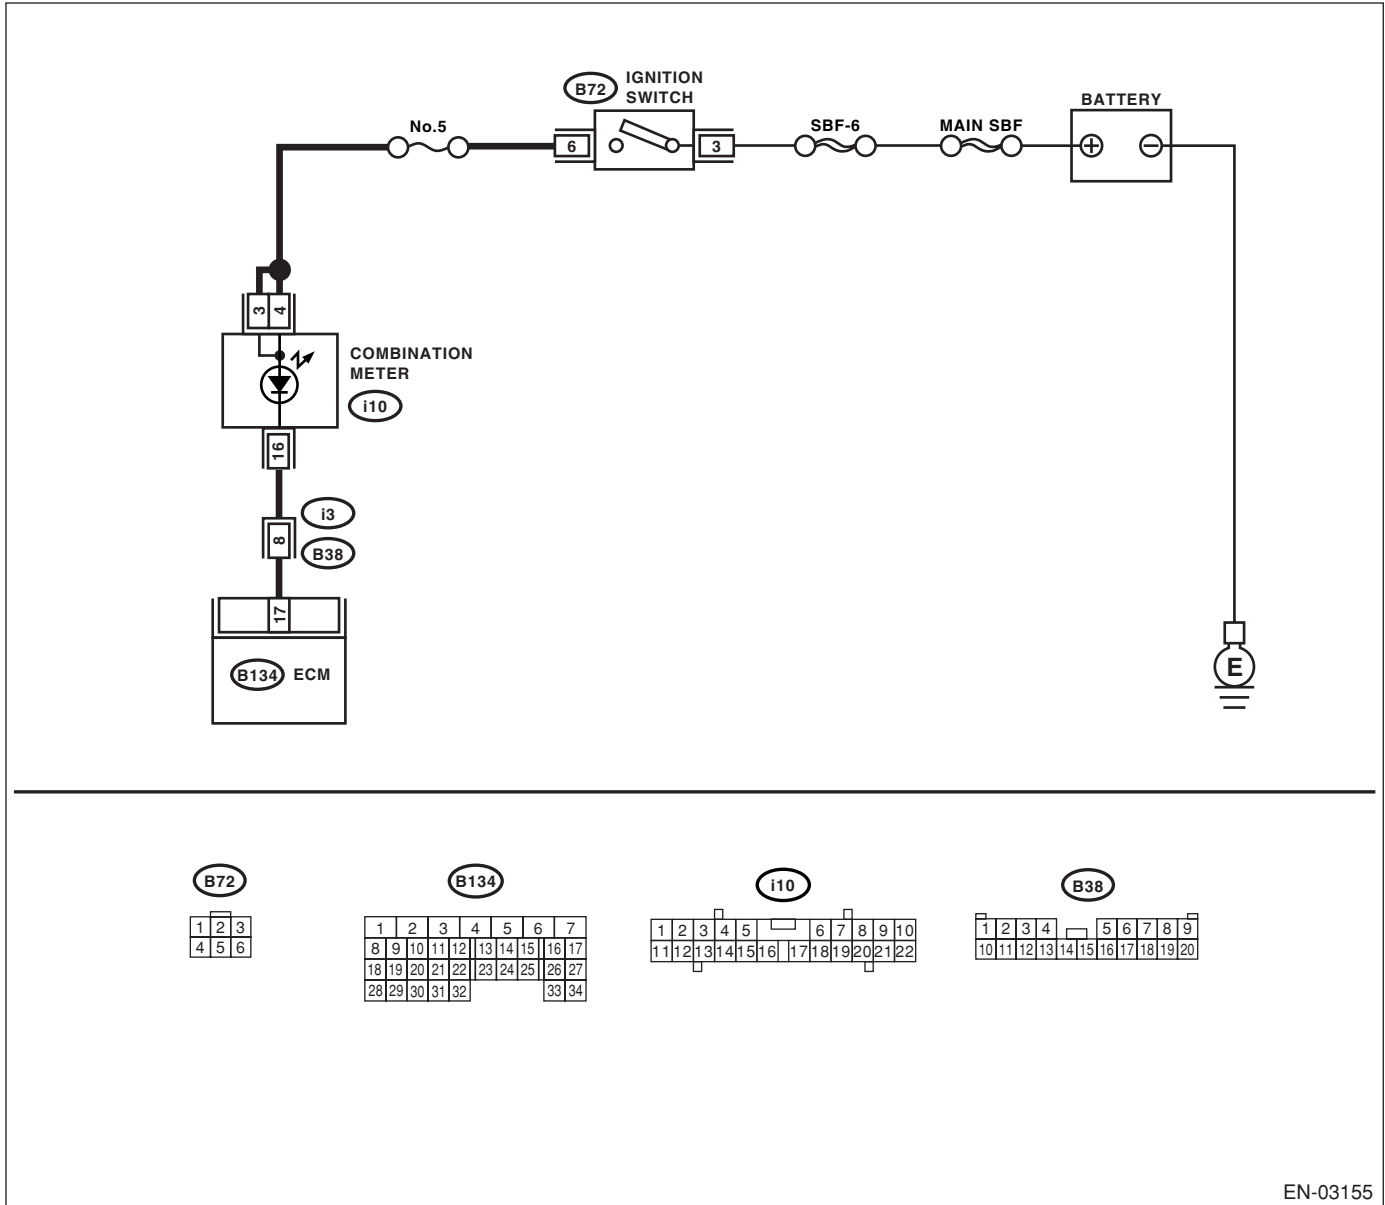 B72 IGNITION
SWITCH
BATTERY
No.5
SBF-6
MAIN SBF
6
3
+
−
3
4
COMBINATION
METER
i10
16
i3
8
B38
17
B134 ECM
E
B72
B134
i10
B38
1 2 3
4 5 6
1 2 3 4 5 6 7
8 9 10 11 12 13 14 15 16 17
18 19 20 21 22 23 24 25 26 27
28 29 30 31 32 33 34
1 2 3 4 5 6 7 8 9 10
11 12 13 14 15 16 17 18 19 20 21 22
1 2 3 4 5 6 7 8 9
10 11 12 13 14 15 16 17 18 19 20
EN-03155